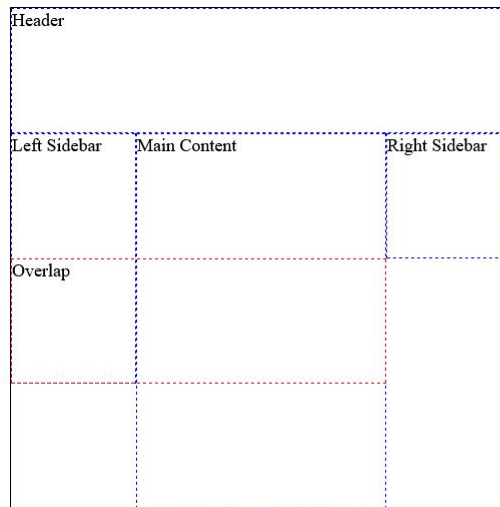 Header
Left Sidebar
Main Content
Right Sidebar
Overlap